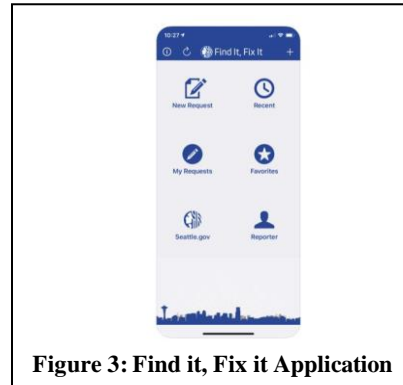 10:27
Find It, Fix It
New Request Recent
My Requests Favorites
Seattle.gov Reporter
Figure 3: Find it, Fix it Application